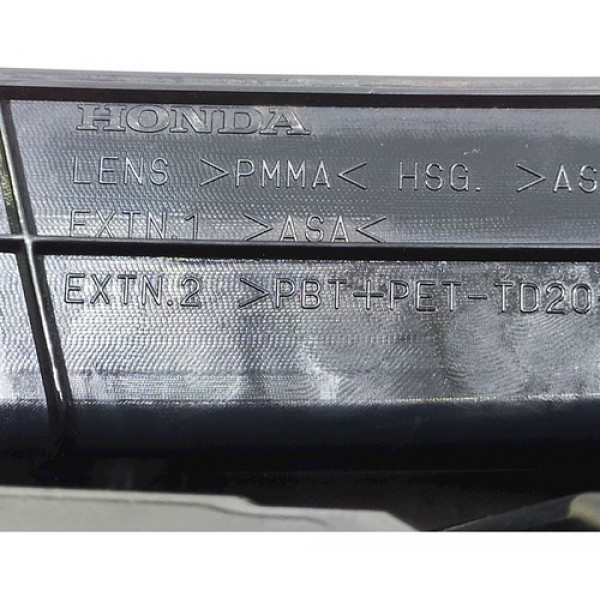 HONDA
LENS >PMMA< HSG. >AS
EXTN.1 >ASA<
EXTN.2 >PBT+PET-TD20